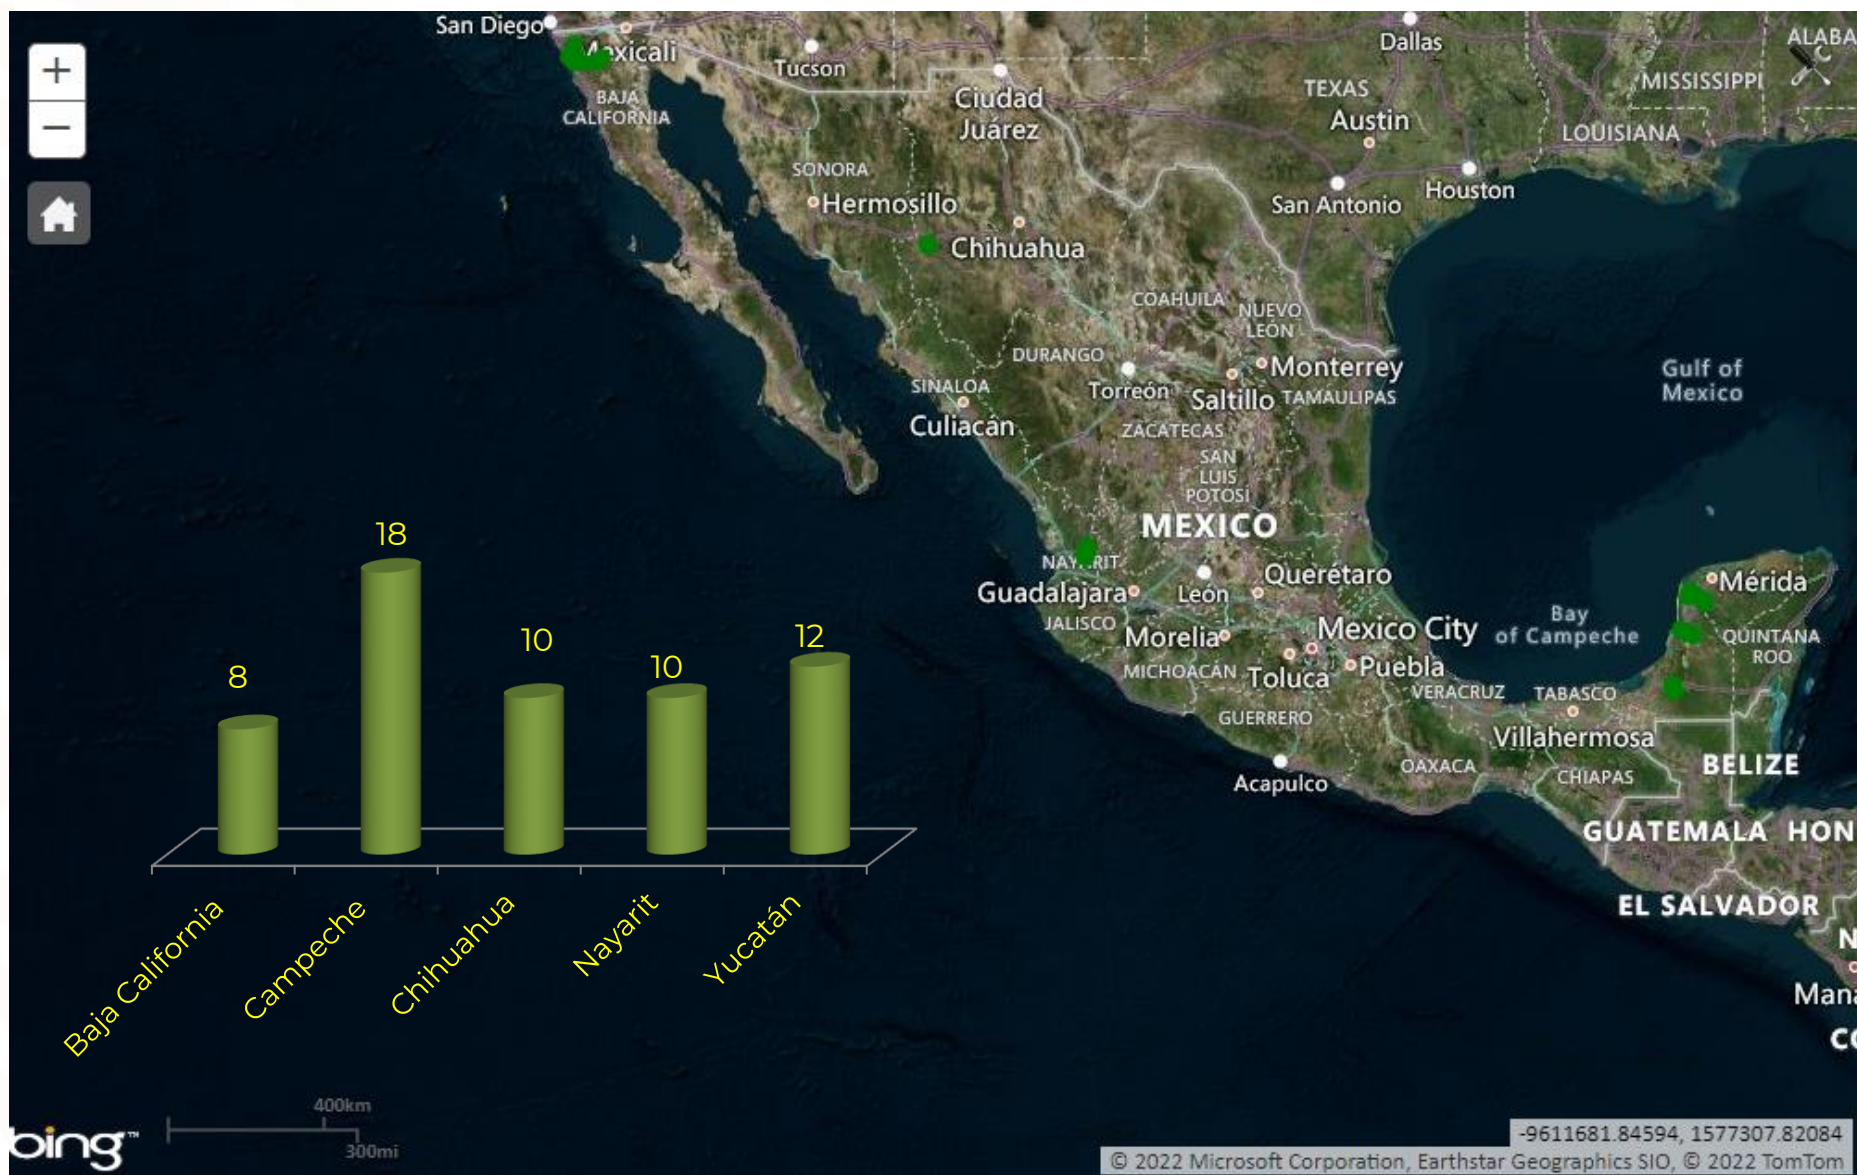 San Diego
Mexicali
Tucson
Dallas
ALABA
MISSISSIPPI
BAJA
CALIFORNIA
Ciudad
Juárez
TEXAS
Austin
LOUISIANA
SONORA
Hermosillo
San Antonio
Houston
Chihuahua
COAHUILA
NUEVO
LEÓN
DURANGO
Torreón
Monterrey
Saltillo
TAMAULIPAS
Gulf of
Mexico
SINALOA
Culiacán
ZACATECAS
SAN
LUIS
POTOSÍ
MEXICO
NAYARIT
Guadalajara
León
Querétaro
Mérida
JALISCO
Morelia
Mexico City
Bay
of Campeche
QUINTANA
ROO
MICHOACÁN
Toluca
Puebla
VERACRUZ
TABASCO
GUERRERO
Villahermosa
Acapulco
OAXACA
CHIAPAS
BELIZE
GUATEMALA
HON
EL SALVADOR
N
Mana
CO
18
8
10
10
12
Baja California
Campeche
Chihuahua
Nayarit
Yucatán
400km
300mi
bing™
-9611681.84594, 1577307.82084
© 2022 Microsoft Corporation, Earthstar Geographics SIO, © 2022 TomTom